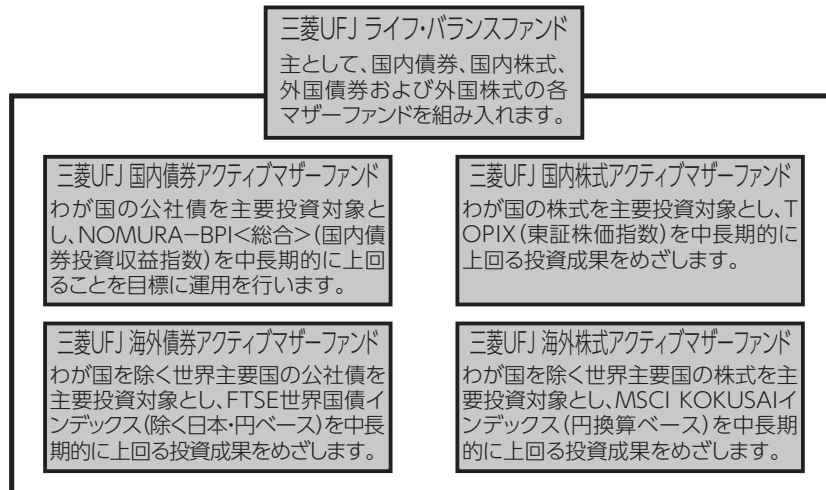 三菱UFJ ライフ・バランスファンド
主として、国内債券、国内株式、
外国債券および外国株式の各
マザーファンドを組み入れます。
三菱UFJ 国内債券アクティブマザーファンド
わが国の公社債を主要投資対象と
し、NOMURA－BPI<総合>(国内債
券投資収益指数)を中長期的に上回
ることを目標に運用を行います。
三菱UFJ 国内株式アクティブマザーファンド
わが国の株式を主要投資対象とし、T
OPIX(東証株価指数)を中長期的に
上回る投資成果をめざします。
三菱UFJ 海外債券アクティブマザーファンド
わが国を除く世界主要国の公社債を
主要投資対象とし、FTSE世界国債イ
ンデックス(除く日本・円ベース)を中長
期的に上回る投資成果をめざします。
三菱UFJ 海外株式アクティブマザーファンド
わが国を除く世界主要国の株式を主
要投資対象とし、MSCI KOKUSAIイ
ンデックス(円換算ベース)を中長期
的に上回る投資成果をめざします。